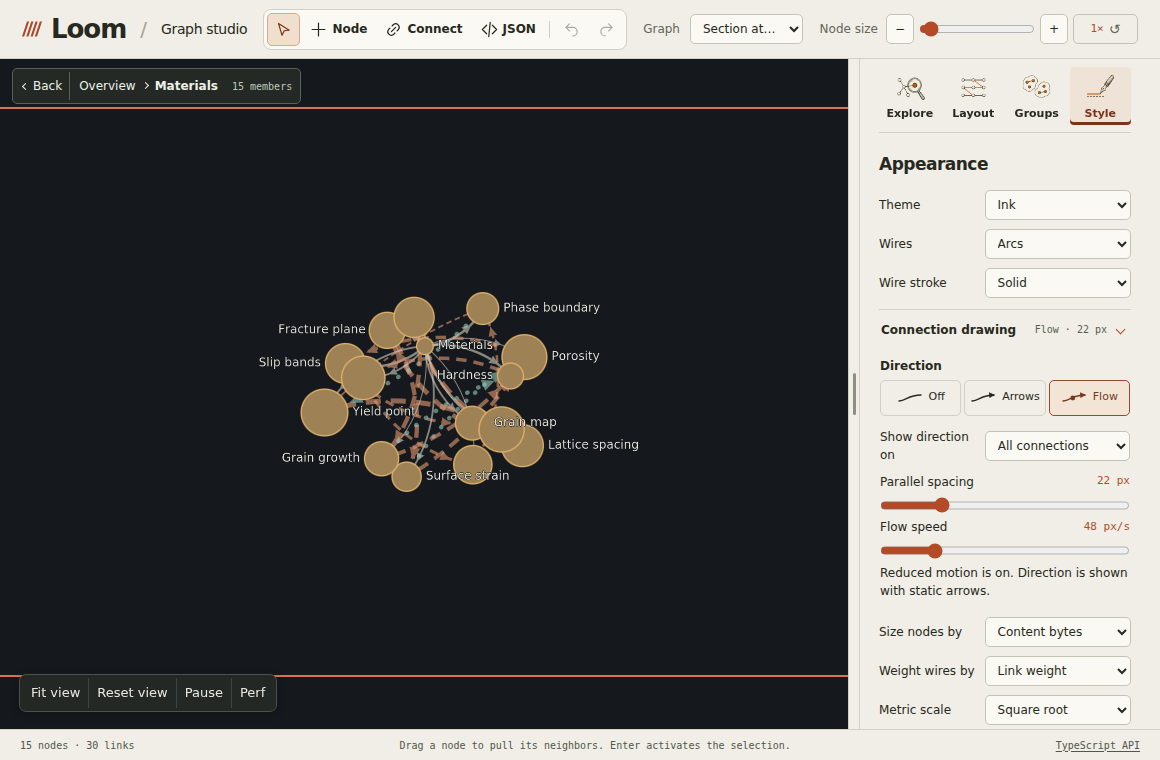 Loom / Graph studio
Node
Connect
JSON
Graph
Section at...
Node size
−
+
1×
Back
Overview
Materials
15 members
Phase boundary
Fracture plane
Materials
Porosity
Slip bands
Hardness
Yield point
Grain map
Lattice spacing
Grain growth
Surface strain
Fit view
Reset view
Pause
Perf
Explore
Layout
Groups
Style
Appearance
Theme
Ink
Wires
Arcs
Wire stroke
Solid
Connection drawing
Flow · 22 px
Direction
Off
Arrows
Flow
Show direction
on
All connections
Parallel spacing
22 px
Flow speed
48 px/s
Reduced motion is on. Direction is shown
with static arrows.
Size nodes by
Content bytes
Weight wires by
Link weight
Metric scale
Square root
15 nodes · 30 links
Drag a node to pull its neighbors. Enter activates the selection.
TypeScript API